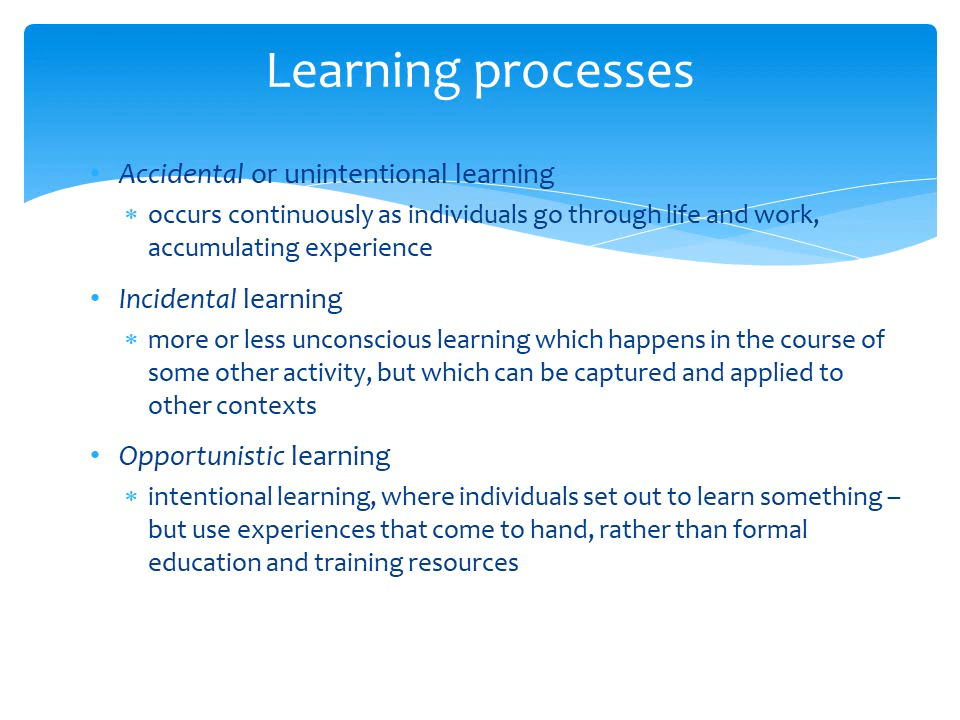 Learning processes
• Accidental or unintentional learning
* occurs continuously as individuals go through life and work,
accumulating experience
• Incidental learning
* more or less unconscious learning which happens in the course of
some other activity, but which can be captured and applied to
other contexts
• Opportunistic learning
* intentional learning, where individuals set out to learn something –
but use experiences that come to hand, rather than formal
education and training resources